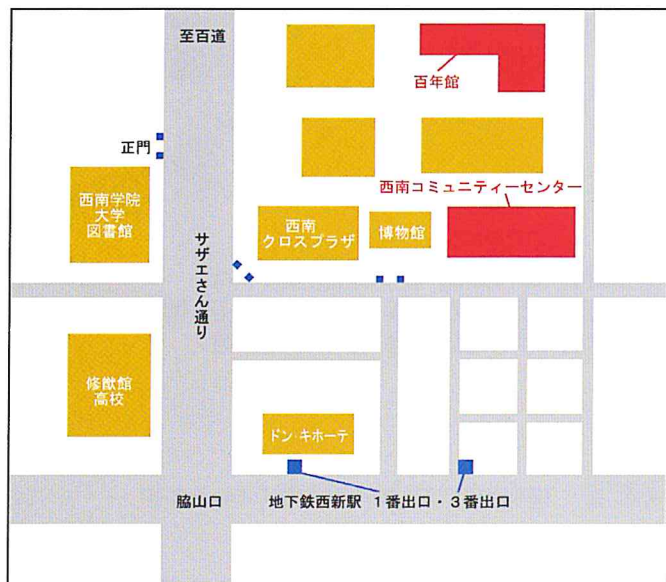 至百道
百年館
正門
西南コミュニティーセンター
西南学院
大学
図書館
西南
クロスプラザ
博物館
サザエさん通り
修猷館
高校
ドン・キホーテ
脇山口
地下鉄西新駅 1番出口・3番出口